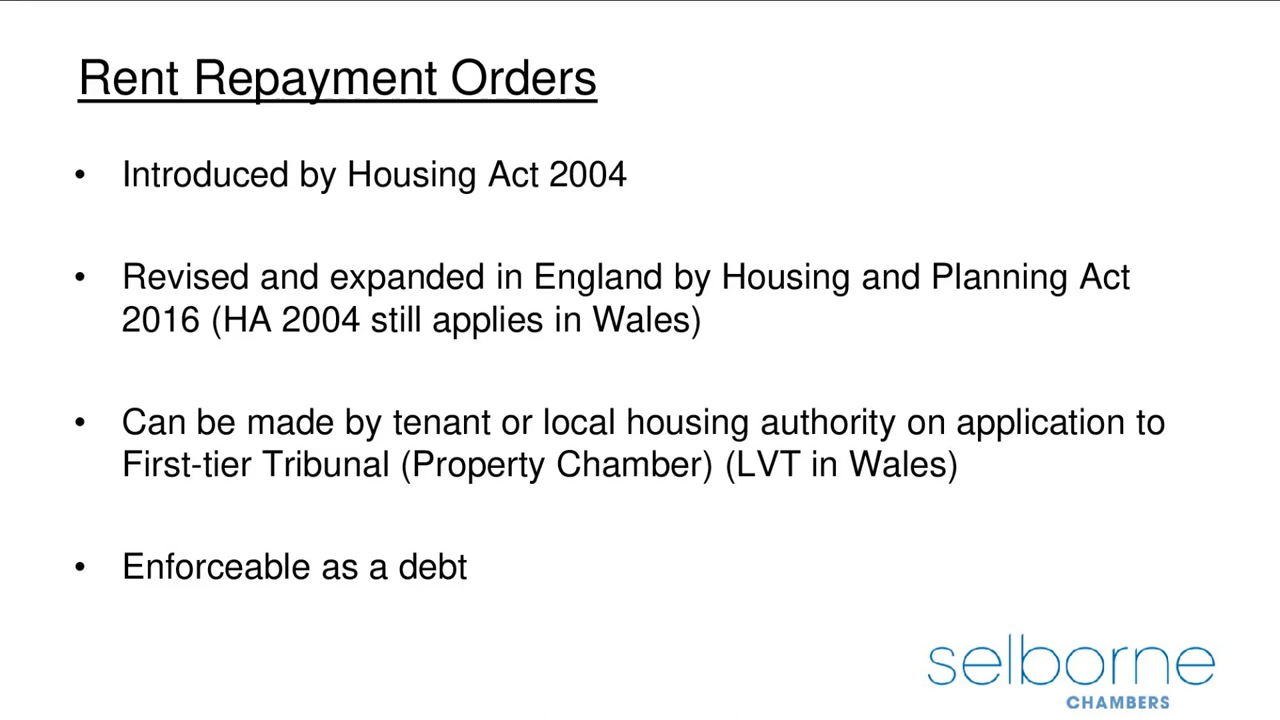 Rent Repayment Orders
• Introduced by Housing Act 2004
• Revised and expanded in England by Housing and Planning Act
2016 (HA 2004 still applies in Wales)
• Can be made by tenant or local housing authority on application to
First-tier Tribunal (Property Chamber) (LVT in Wales)
• Enforceable as a debt
selborne
CHAMBERS